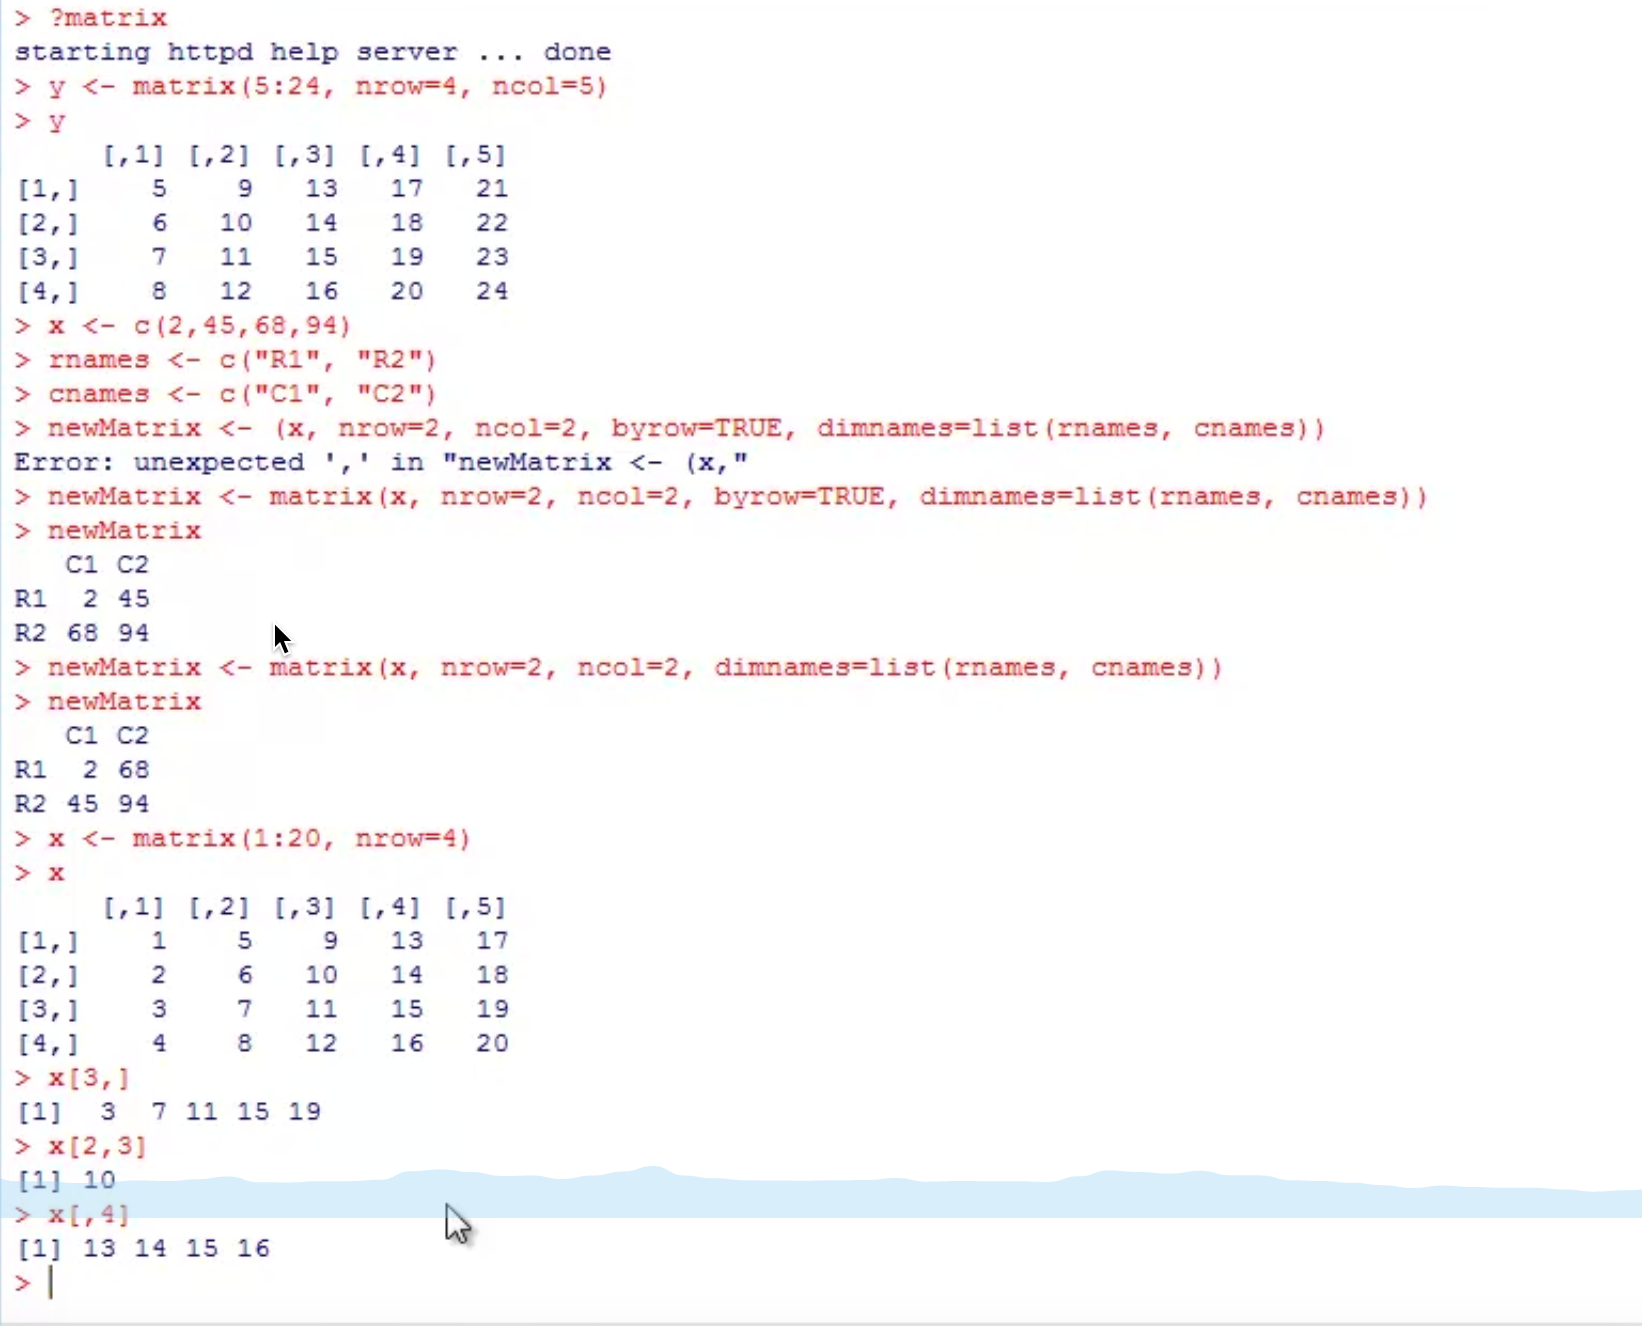 > ?matrix
starting httpd help server ... done
> y <- matrix(5:24, nrow=4, ncol=5)
> y
     [,1] [,2] [,3] [,4] [,5]
[1,]    5    9   13   17   21
[2,]    6   10   14   18   22
[3,]    7   11   15   19   23
[4,]    8   12   16   20   24
> x <- c(2,45,68,94)
> rnames <- c("R1", "R2")
> cnames <- c("C1", "C2")
> newMatrix <- (x, nrow=2, ncol=2, byrow=TRUE, dimnames=list(rnames, cnames))
Error: unexpected ',' in "newMatrix <- (x,"
> newMatrix <- matrix(x, nrow=2, ncol=2, byrow=TRUE, dimnames=list(rnames, cnames))
> newMatrix
   C1 C2
R1  2 45
R2 68 94
> newMatrix <- matrix(x, nrow=2, ncol=2, dimnames=list(rnames, cnames))
> newMatrix
   C1 C2
R1  2 68
R2 45 94
> x <- matrix(1:20, nrow=4)
> x
     [,1] [,2] [,3] [,4] [,5]
[1,]    1    5    9   13   17
[2,]    2    6   10   14   18
[3,]    3    7   11   15   19
[4,]    4    8   12   16   20
> x[3,]
[1]  3  7 11 15 19
> x[2,3]
[1] 10
> x[,4]
[1] 13 14 15 16
>